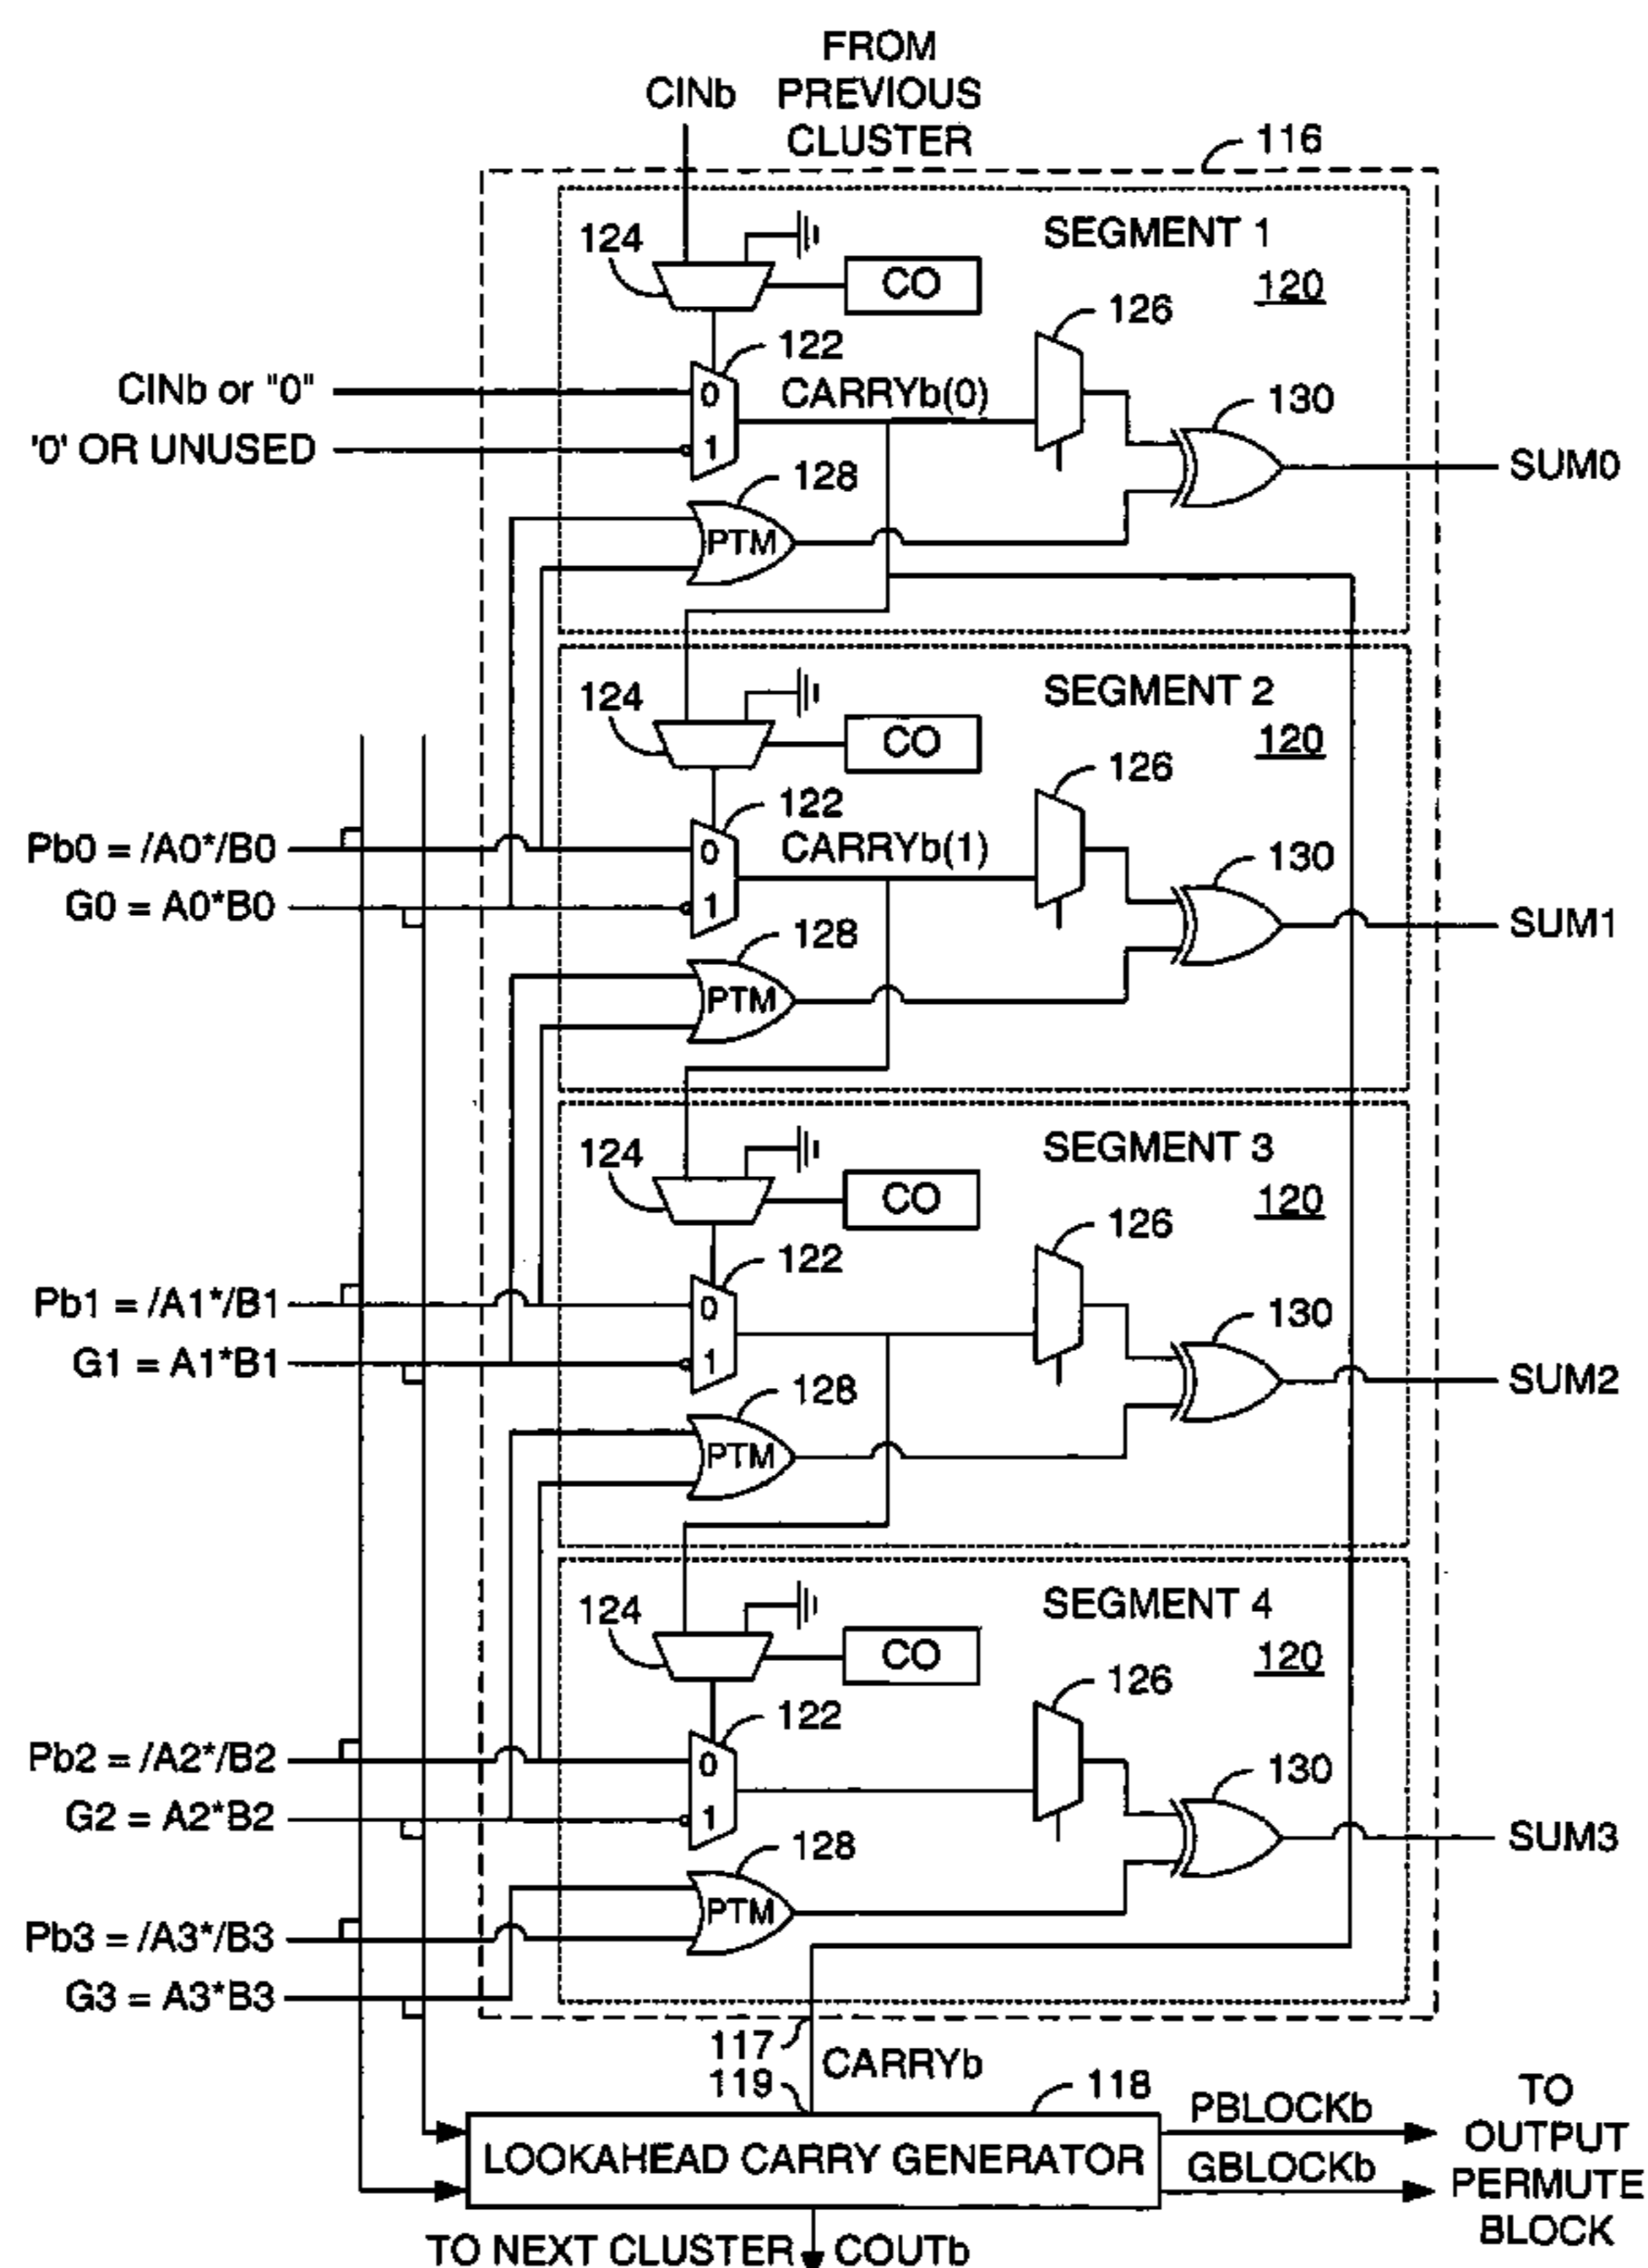 FROM
CINb PREVIOUS
CLUSTER
116
124
SEGMENT 1
CO
120
126
122
CINb or "0"
0
CARRYb(0)
130
'0' OR UNUSED
1
SUM0
128
PTM
SEGMENT 2
124
CO
120
126
122
Pb0 = /A0*/B0
0
CARRYb(1)
130
G0 = A0*B0
1
SUM1
128
PTM
SEGMENT 3
124
CO
120
126
122
Pb1 = /A1*/B1
0
130
G1 = A1*B1
1
SUM2
128
PTM
SEGMENT 4
124
CO
120
126
122
Pb2 = /A2*/B2
0
130
G2 = A2*B2
1
SUM3
128
PTM
Pb3 = /A3*/B3
G3 = A3*B3
117
CARRYb
119
118
LOOKAHEAD CARRY GENERATOR
PBLOCKb
GBLOCKb
TO
OUTPUT
PERMUTE
BLOCK
TO NEXT CLUSTER
COUTb